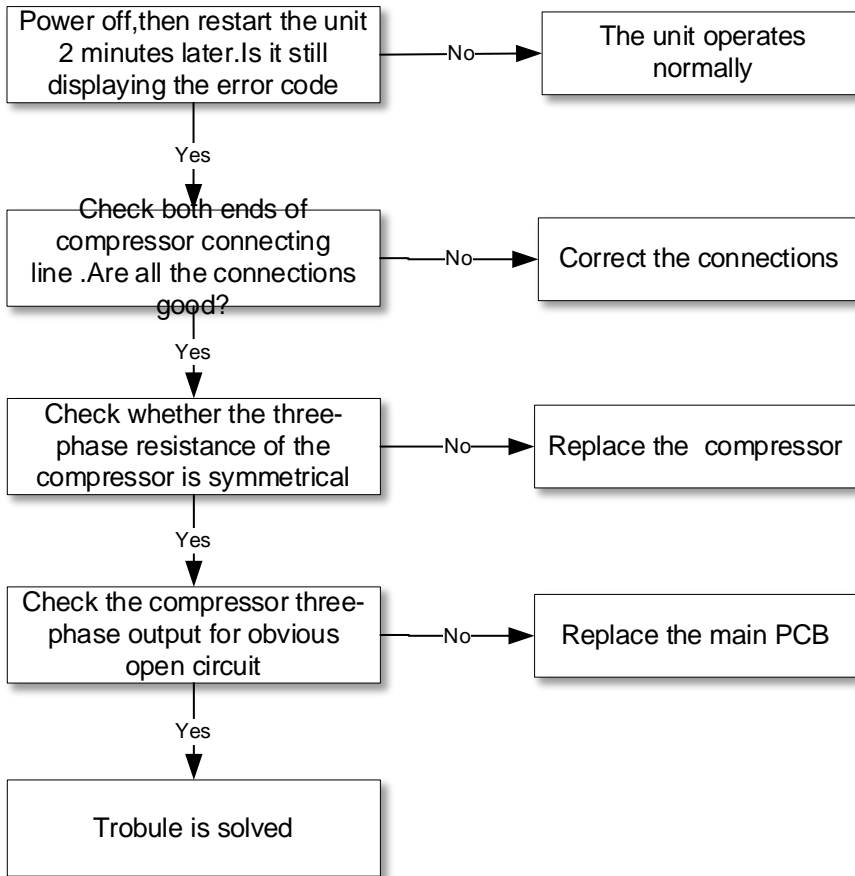 Power off,then restart the unit
2 minutes later.Is it still
displaying the error code
No
The unit operates
normally
Yes
Check both ends of
compressor connecting
line .Are all the connections
good?
No
Correct the connections
Yes
Check whether the three-
phase resistance of the
compressor is symmetrical
No
Replace the  compressor
Yes
Check the compressor three-
phase output for obvious
open circuit
No
Replace the main PCB
Yes
Trobule is solved